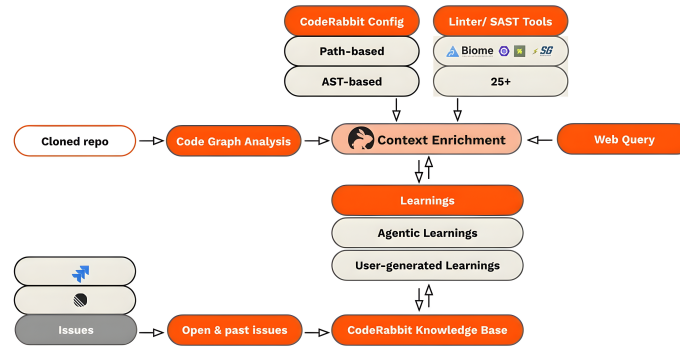 CodeRabbit Config
Linter/ SAST Tools
Path-based
Biome
SG
AST-based
25+
Cloned repo
Code Graph Analysis
Context Enrichment
Web Query
Learnings
Agentic Learnings
User-generated Learnings
Issues
Open & past issues
CodeRabbit Knowledge Base